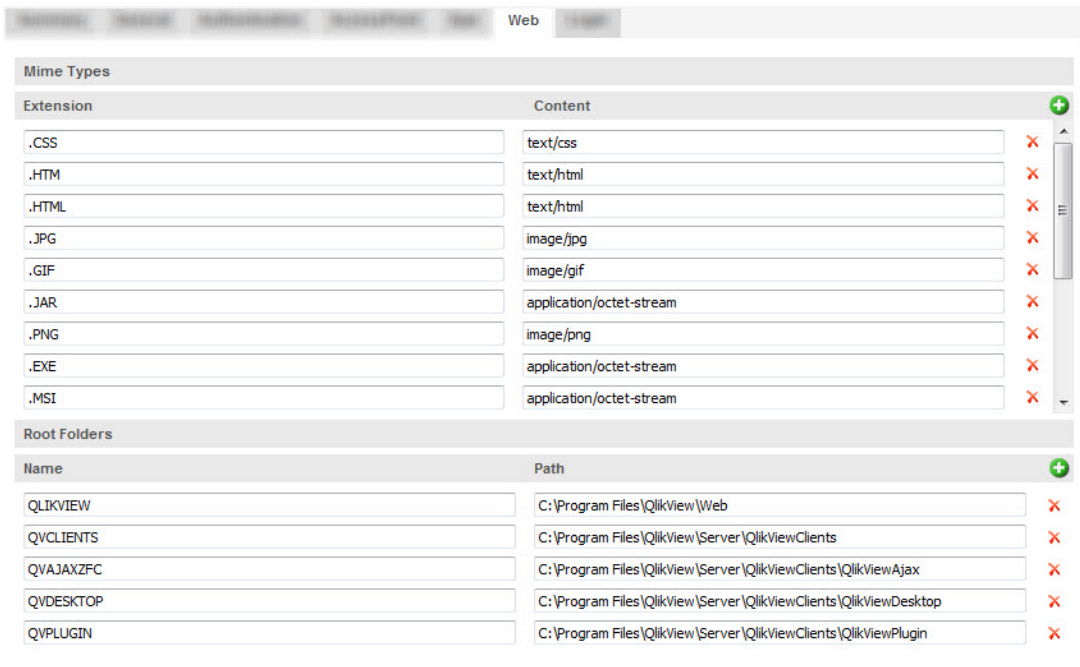 Web
Mime Types
Extension Content
.CSS text/css
.HTM text/html
.HTML text/html
.JPG image/jpg
.GIF image/gif
.JAR application/octet-stream
.PNG image/png
.EXE application/octet-stream
.MSI application/octet-stream
Root Folders
Name Path
QLIKVIEW C:\Program Files\QlikView\Web
QVCLIENTS C:\Program Files\QlikView\Server\QlikViewClients
QVAJAXZFC C:\Program Files\QlikView\Server\QlikViewClients\QlikViewAjax
QVDESKTOP C:\Program Files\QlikView\Server\QlikViewClients\QlikViewDesktop
QVPLUGIN C:\Program Files\QlikView\Server\QlikViewClients\QlikViewPlugin